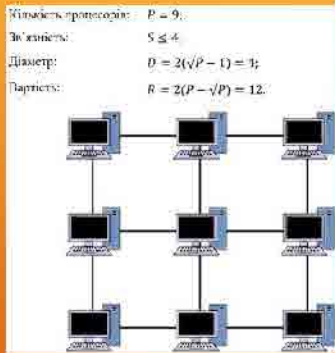 Кількість процесорів: P = 9;
Зв'язність: S ≤ 4
Діаметр: D = 2(√P − 1) = 4;
Вартість: R = 2(P − √P) = 12.